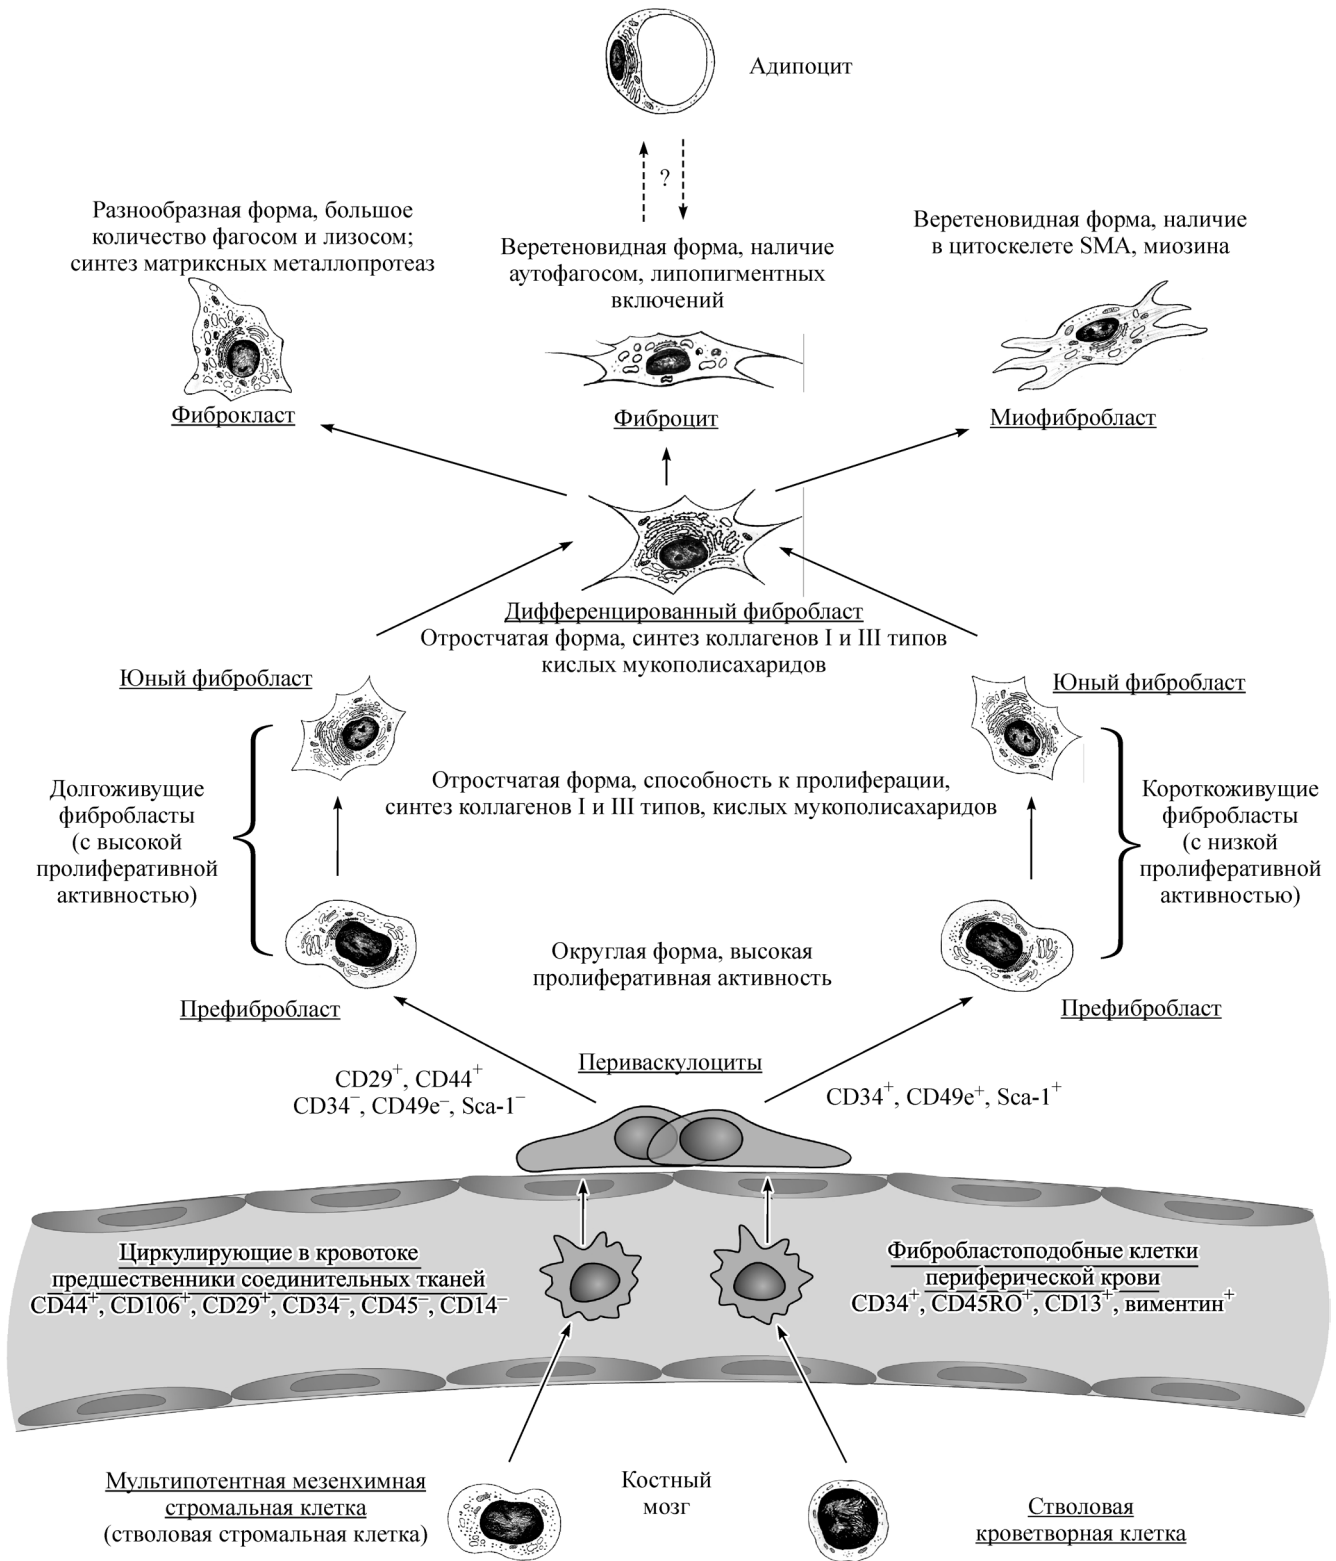 Адипоцит
?
Разнообразная форма, большое
количество фагосом и лизосом;
синтез матриксных металлопротеаз
Веретеновидная форма, наличие
аутофагосом, липопигментных
включений
Веретеновидная форма, наличие
в цитоскелете SMA, миозина
Фиброкласт
Фиброцит
Миофибробласт
Дифференцированный фибробласт
Отростчатая форма, синтез коллагенов I и III типов
кислых мукополисахаридов
Юный фибробласт
Юный фибробласт
Долгоживущие
фибробласты
(с высокой
пролиферативной
активностью)
Отростчатая форма, способность к пролиферации,
синтез коллагенов I и III типов, кислых мукополисахаридов
Короткоживущие
фибробласты
(с низкой
пролиферативной
активностью)
Округлая форма, высокая
пролиферативная активность
Префибробласт
Префибробласт
Периваскулоциты
CD29⁺, CD44⁺
CD34⁻, CD49e⁻, Sca-1⁻
CD34⁺, CD49e⁺, Sca-1⁺
Циркулирующие в кровотоке
предшественники соединительных тканей
CD44⁺, CD106⁺, CD29⁺, CD34⁻, CD45⁻, CD14⁻
Фибробластоподобные клетки
периферической крови
CD34⁺, CD45RO⁺, CD13⁺, виментин⁺
Мультипотентная мезенхимная
стромальная клетка
(стволовая стромальная клетка)
Костный
мозг
Стволовая
кроветворная клетка